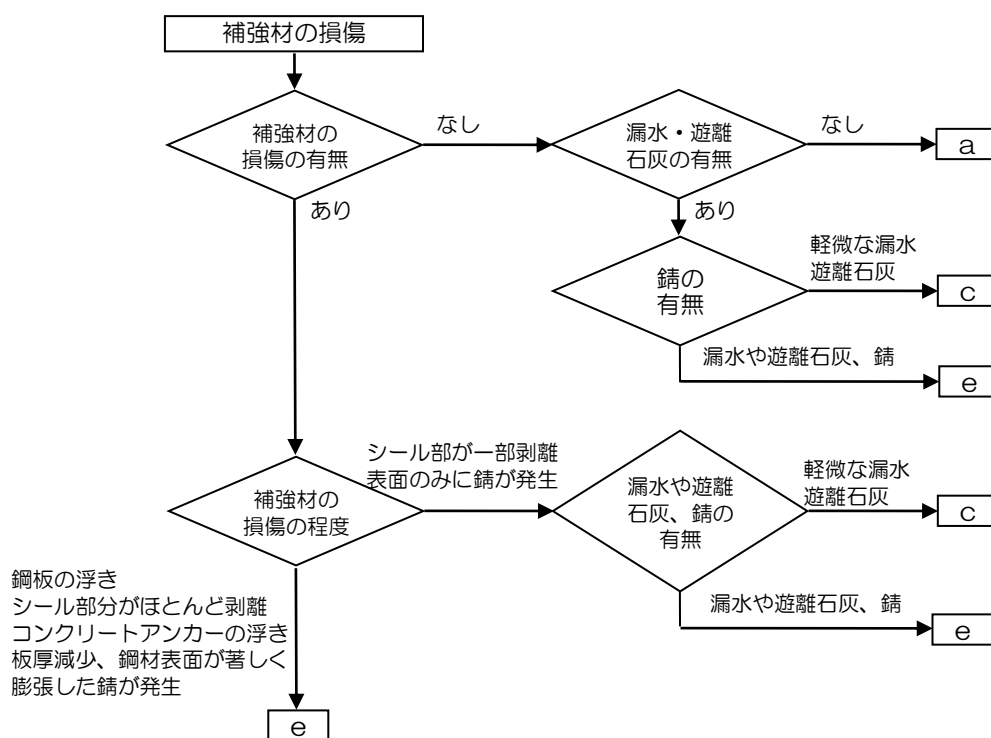 補強材の損傷
補強材の
損傷の有無
なし
漏水・遊離
石灰の有無
なし
a
あり
あり
錆の
有無
軽微な漏水
遊離石灰
c
漏水や遊離石灰、錆
e
補強材の
損傷の程度
シール部が一部剥離
表面のみに錆が発生
漏水や遊離
石灰、錆の
有無
軽微な漏水
遊離石灰
c
漏水や遊離石灰、錆
e
鋼板の浮き
シール部分がほとんど剥離
コンクリートアンカーの浮き
板厚減少、鋼材表面が著しく
膨張した錆が発生
e